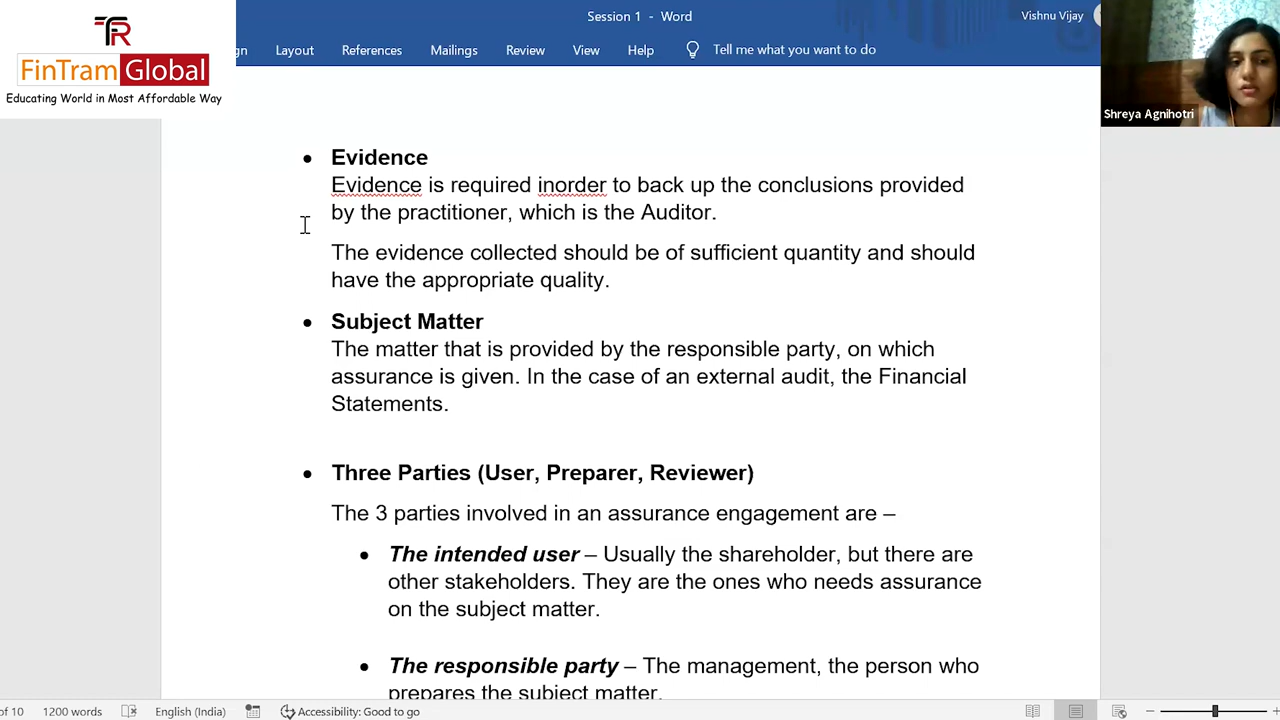 TR
FinTram Global
Educating World in Most Affordable Way
Session 1 - Word
Vishnu Vijay
gn Layout References Mailings Review View Help Tell me what you want to do
Shreya Agnihotri
• Evidence
Evidence is required inorder to back up the conclusions provided
by the practitioner, which is the Auditor.
The evidence collected should be of sufficient quantity and should
have the appropriate quality.
• Subject Matter
The matter that is provided by the responsible party, on which
assurance is given. In the case of an external audit, the Financial
Statements.
• Three Parties (User, Preparer, Reviewer)
The 3 parties involved in an assurance engagement are –
• The intended user – Usually the shareholder, but there are
other stakeholders. They are the ones who needs assurance
on the subject matter.
• The responsible party – The management, the person who
prepares the subject matter.
of 10 1200 words English (India) Accessibility: Good to go